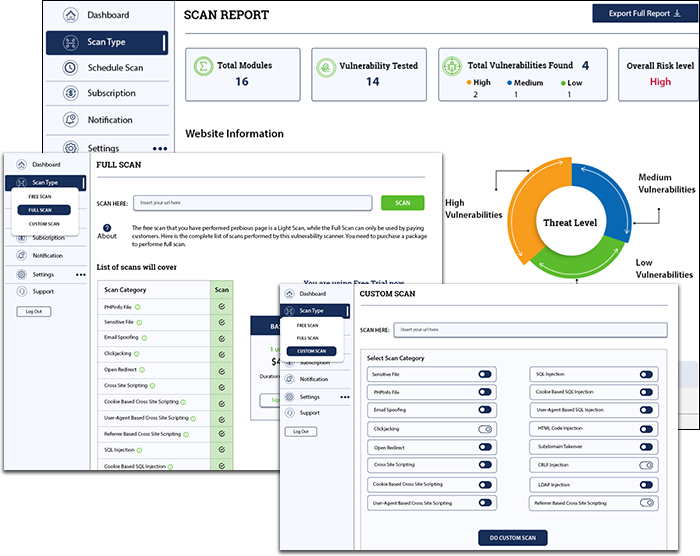 Dashboard
Scan Type
Schedule Scan
Subscription
Notification
Settings
SCAN REPORT
Export Full Report
Total Modules
16
Vulnerability Tested
14
Total Vulnerabilities Found 4
High Medium Low
2 1 1
Overall Risk level
High
Website Information
High
Vulnerabilities
Threat Level
Medium
Vulnerabilities
Low
Vulnerabilities
Dashboard
Scan Type
FREE SCAN
FULL SCAN
CUSTOM SCAN
Subscription
Notification
Settings
Support
Log Out
FULL SCAN
SCAN HERE:
Insert your url here
SCAN
?
About
The free scan that you have performed prebious page is a Light Scan, while the Full Scan can only be used by paying
customers. Here is the complete list of scans performed by this vulnerability scanner. You need to purchase a package
to performe full scan.
List of scans will cover
Scan Category Scan
PHPInfo File
Sensitive File
Email Spoofing
Clickjacking
Open Redirect
Cross Site Scripting
Cookie Based Cross Site Scripting
User-Agent Based Cross Site Scripting
Referrer Based Cross Site Scripting
SQL Injection
Cookie Based SQL Injection
You are using Free Trial now
Dashboard
Scan Type
FREE SCAN
FULL SCAN
CUSTOM SCAN
Subscription
Notification
Settings
Support
Log Out
CUSTOM SCAN
SCAN HERE:
Insert your url here
Select Scan Category
Sensitive File
PHPInfo File
Email Spoofing
Clickjacking
Open Redirect
Cross Site Scripting
Cookie Based Cross Site Scripting
User-Agent Based Cross Site Scripting
SQL Injection
Cookie Based SQL Injection
User-Agent Based SQL Injection
HTML Code Injection
Subdomain Takeover
CRLF Injection
LDAP Injection
Referrer Based Cross Site Scripting
DO CUSTOM SCAN